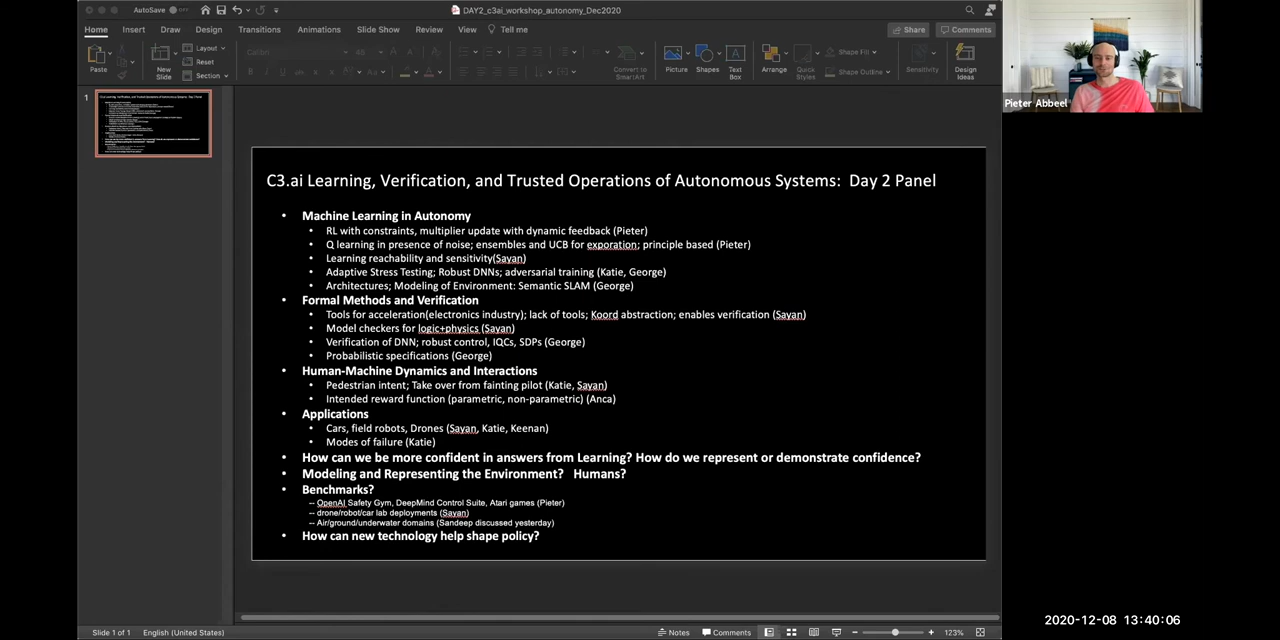 AutoSave
OFF
DAY2_c3ai_workshop_autonomy_Dec2020
Home
Insert
Draw
Design
Transitions
Animations
Slide Show
Review
View
Tell me
Share
Comments
Paste
New
Slide
Layout
Reset
Section
Convert to
SmartArt
Picture
Shapes
Text
Box
Arrange
Quick
Styles
Shape Fill
Shape Outline
Sensitivity
Design
Ideas
Pieter Abbeel
1
C3.ai Learning, Verification, and Trusted Operations of Autonomous Systems: Day 2 Panel
• Machine Learning in Autonomy
• RL with constraints, multiplier update with dynamic feedback (Pieter)
• Q learning in presence of noise; ensembles and UCB for exporation; principle based (Pieter)
• Learning reachability and sensitivity(Sayan)
• Adaptive Stress Testing; Robust DNNs; adversarial training (Katie, George)
• Architectures; Modeling of Environment: Semantic SLAM (George)
• Formal Methods and Verification
• Tools for acceleration(electronics industry); lack of tools; Koord abstraction; enables verification (Sayan)
• Model checkers for logic+physics (Sayan)
• Verification of DNN; robust control, IQCs, SDPs (George)
• Probabilistic specifications (George)
• Human-Machine Dynamics and Interactions
• Pedestrian intent; Take over from fainting pilot (Katie, Sayan)
• Intended reward function (parametric, non-parametric) (Anca)
• Applications
• Cars, field robots, Drones (Sayan, Katie, Keenan)
• Modes of failure (Katie)
• How can we be more confident in answers from Learning? How do we represent or demonstrate confidence?
• Modeling and Representing the Environment? Humans?
• Benchmarks?
-- OpenAI Safety Gym, DeepMind Control Suite, Atari games (Pieter)
-- drone/robot/car lab deployments (Sayan)
-- Air/ground/underwater domains (Sandeep discussed yesterday)
• How can new technology help shape policy?
Slide 1 of 1
English (United States)
Notes
Comments
123%
2020-12-08 13:40:06